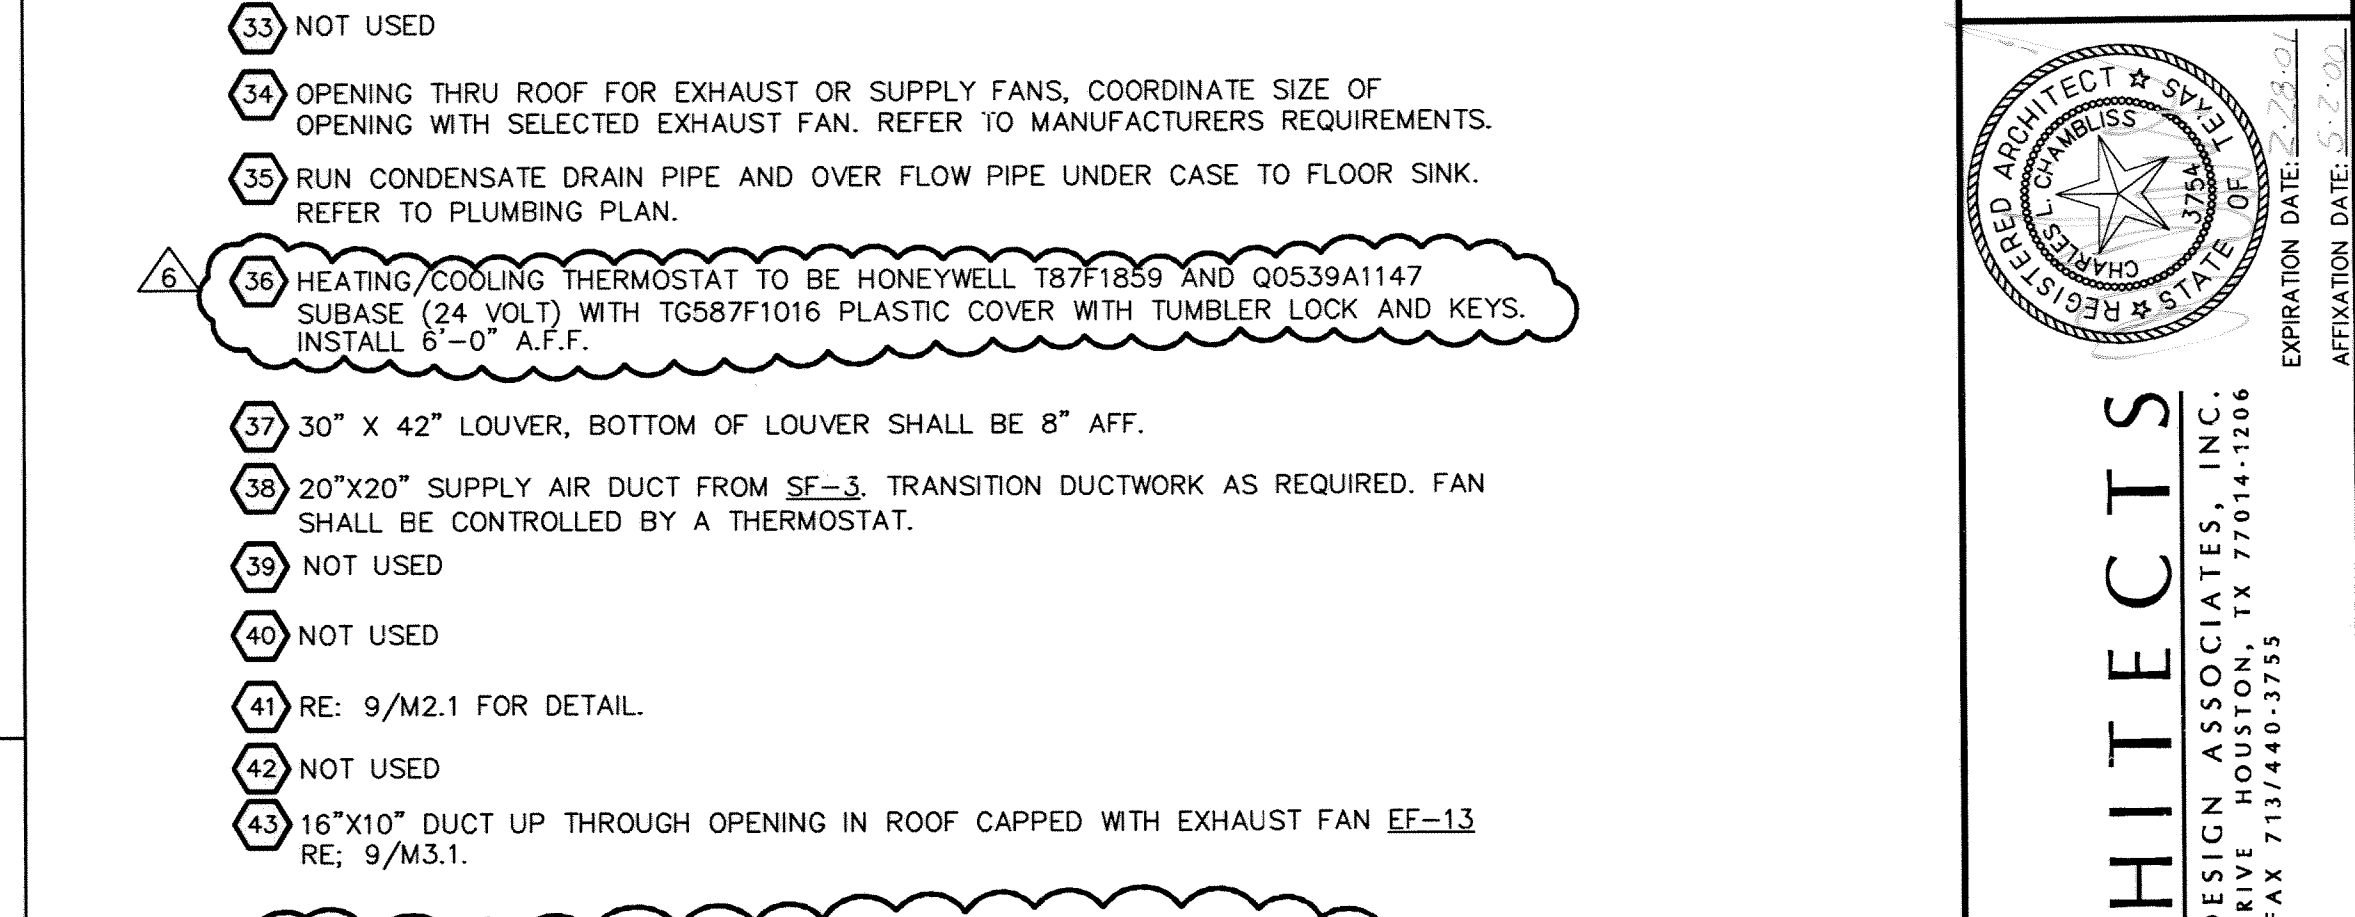 33 NOT USED
34 OPENING THRU ROOF FOR EXHAUST OR SUPPLY FANS, COORDINATE SIZE OF
OPENING WITH SELECTED EXHAUST FAN. REFER TO MANUFACTURERS REQUIREMENTS.
35 RUN CONDENSATE DRAIN PIPE AND OVER FLOW PIPE UNDER CASE TO FLOOR SINK.
REFER TO PLUMBING PLAN.
6
36 HEATING/COOLING THERMOSTAT TO BE HONEYWELL T87F1859 AND Q0539A1147
SUBASE (24 VOLT) WITH TG587F1016 PLASTIC COVER WITH TUMBLER LOCK AND KEYS.
INSTALL 6'-0" A.F.F.
37 30" X 42" LOUVER, BOTTOM OF LOUVER SHALL BE 8" AFF.
38 20"X20" SUPPLY AIR DUCT FROM SF-3. TRANSITION DUCTWORK AS REQUIRED. FAN
SHALL BE CONTROLLED BY A THERMOSTAT.
39 NOT USED
40 NOT USED
41 RE: 9/M2.1 FOR DETAIL.
42 NOT USED
43 16"X10" DUCT UP THROUGH OPENING IN ROOF CAPPED WITH EXHAUST FAN EF-13
RE; 9/M3.1.
REGISTERED ARCHITECT
STATE OF TEXAS
CHARLES L. CHAMBLISS
3754
EXPIRATION DATE: 2·28·01
AFFIXATION DATE: 5·2·00
HITECTS
DESIGN ASSOCIATES, INC.
RIVE HOUSTON, TX 77014-1206
FAX 713/440-3755